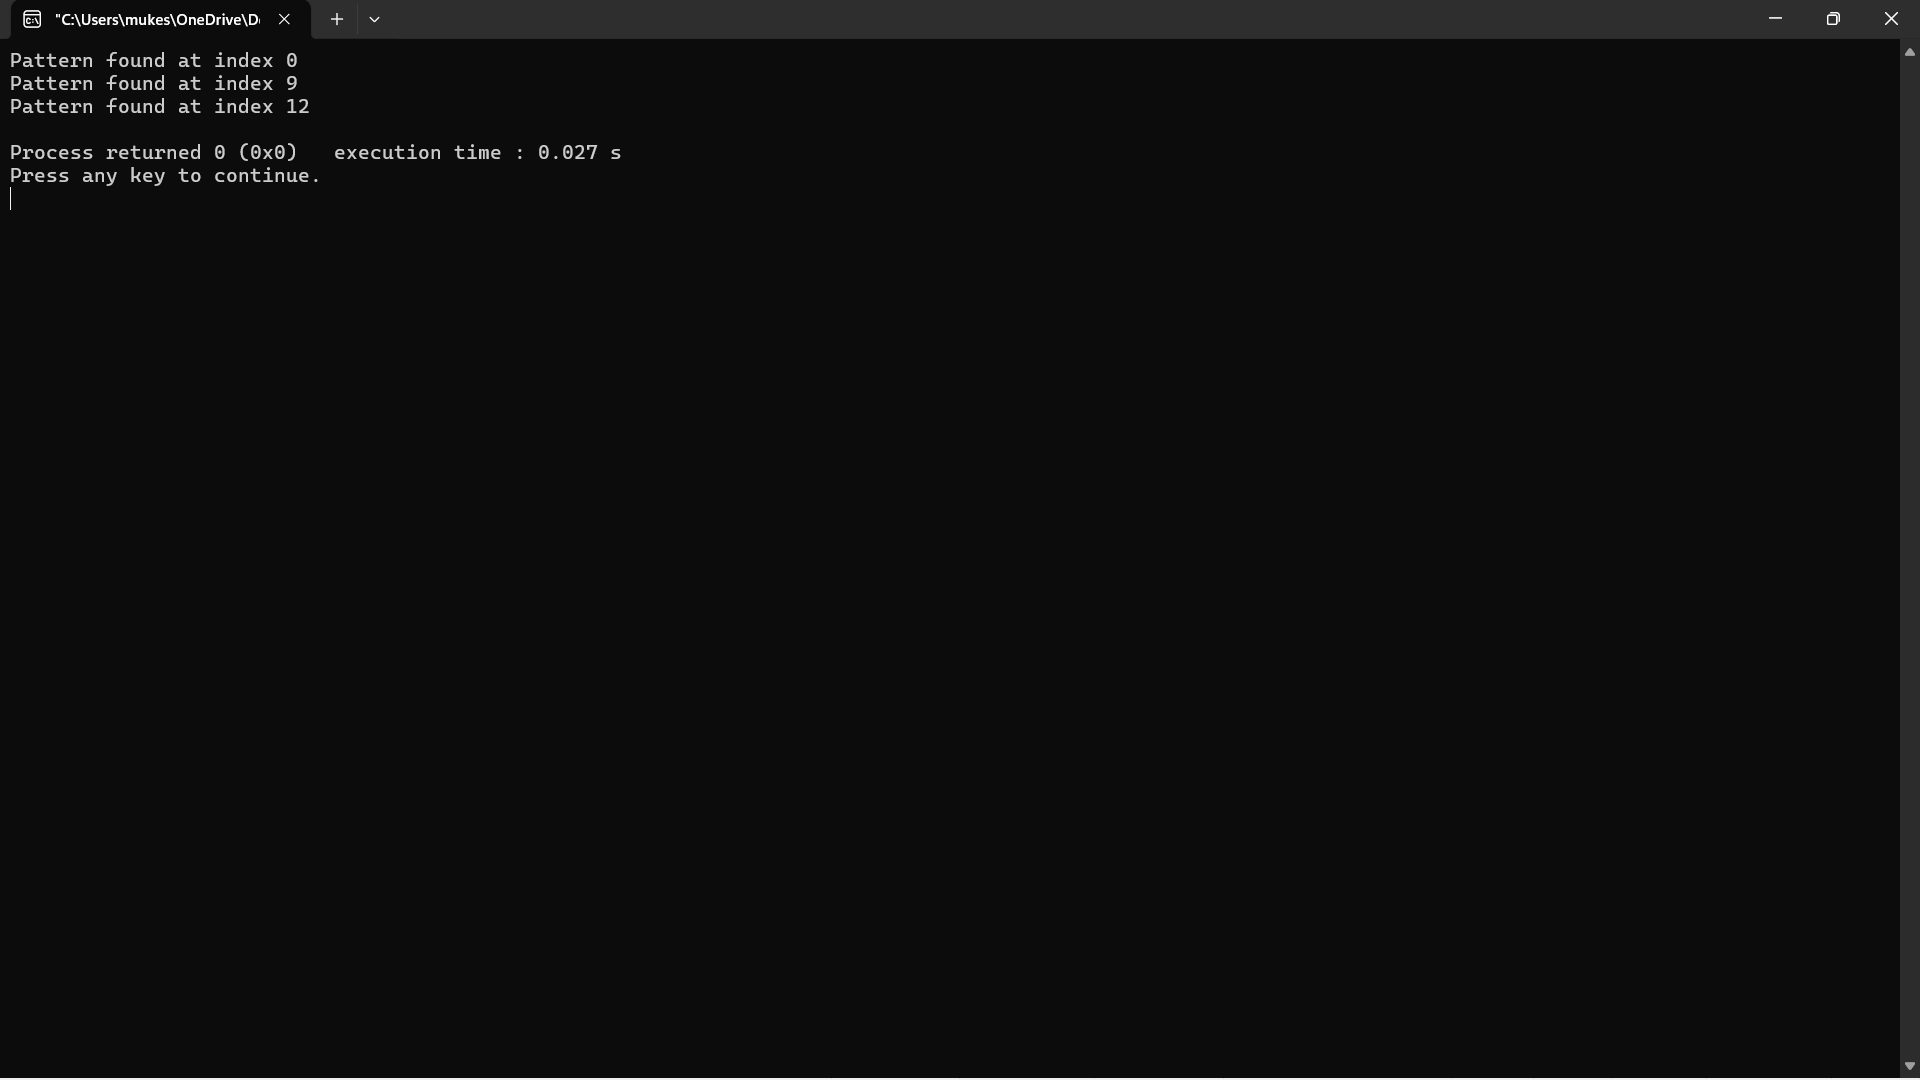 "C:\Users\mukes\OneDrive\D
Pattern found at index 0
Pattern found at index 9
Pattern found at index 12
Process returned 0 (0x0)   execution time : 0.027 s
Press any key to continue.